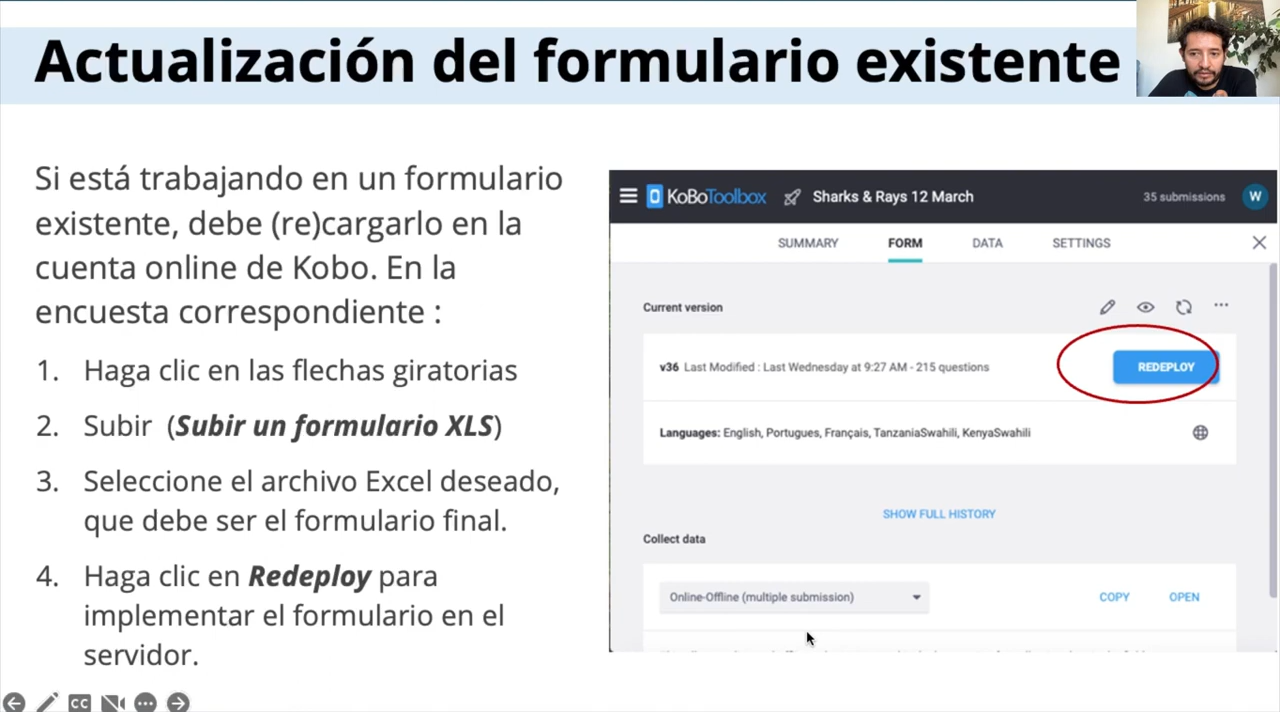 Actualización del formulario existente
Si está trabajando en un formulario
existente, debe (re)cargarlo en la
cuenta online de Kobo. En la
encuesta correspondiente :
1. Haga clic en las flechas giratorias
2. Subir (Subir un formulario XLS)
3. Seleccione el archivo Excel deseado,
que debe ser el formulario final.
4. Haga clic en Redeploy para
implementar el formulario en el
servidor.
KoBoToolbox Sharks & Rays 12 March 35 submissions W
SUMMARY FORM DATA SETTINGS
Current version
v36 Last Modified : Last Wednesday at 9:27 AM - 215 questions REDEPLOY
Languages: English, Portugues, Français, TanzaniaSwahili, KenyaSwahili
SHOW FULL HISTORY
Collect data
Online-Offline (multiple submission) COPY OPEN
CC